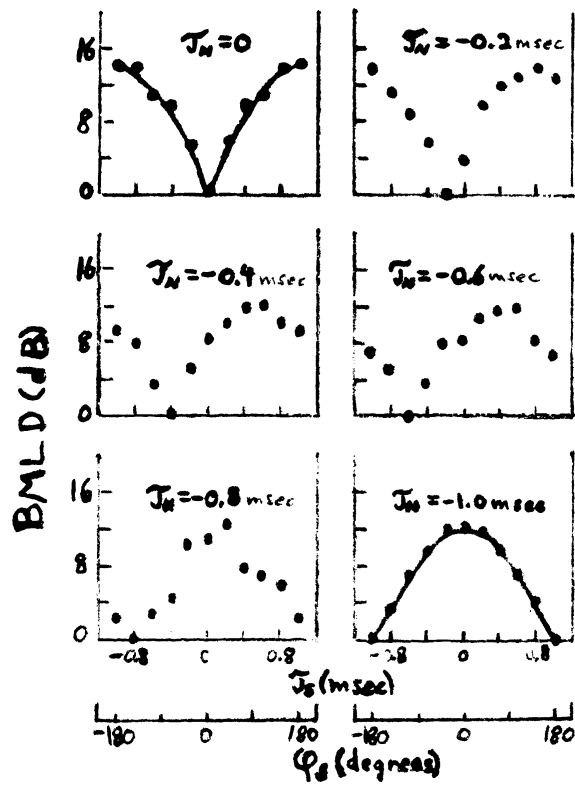 BMLD (dB)
16
8
0
τN = 0
τN = -0.2 msec
16
8
0
τN = -0.4 msec
τN = -0.6 msec
16
8
0
τN = -0.8 msec
τN = -1.0 msec
-0.8 0 0.8
-0.8 0 0.8
τS (msec)
-180 0 180
-180 0 180
φS (degneas)